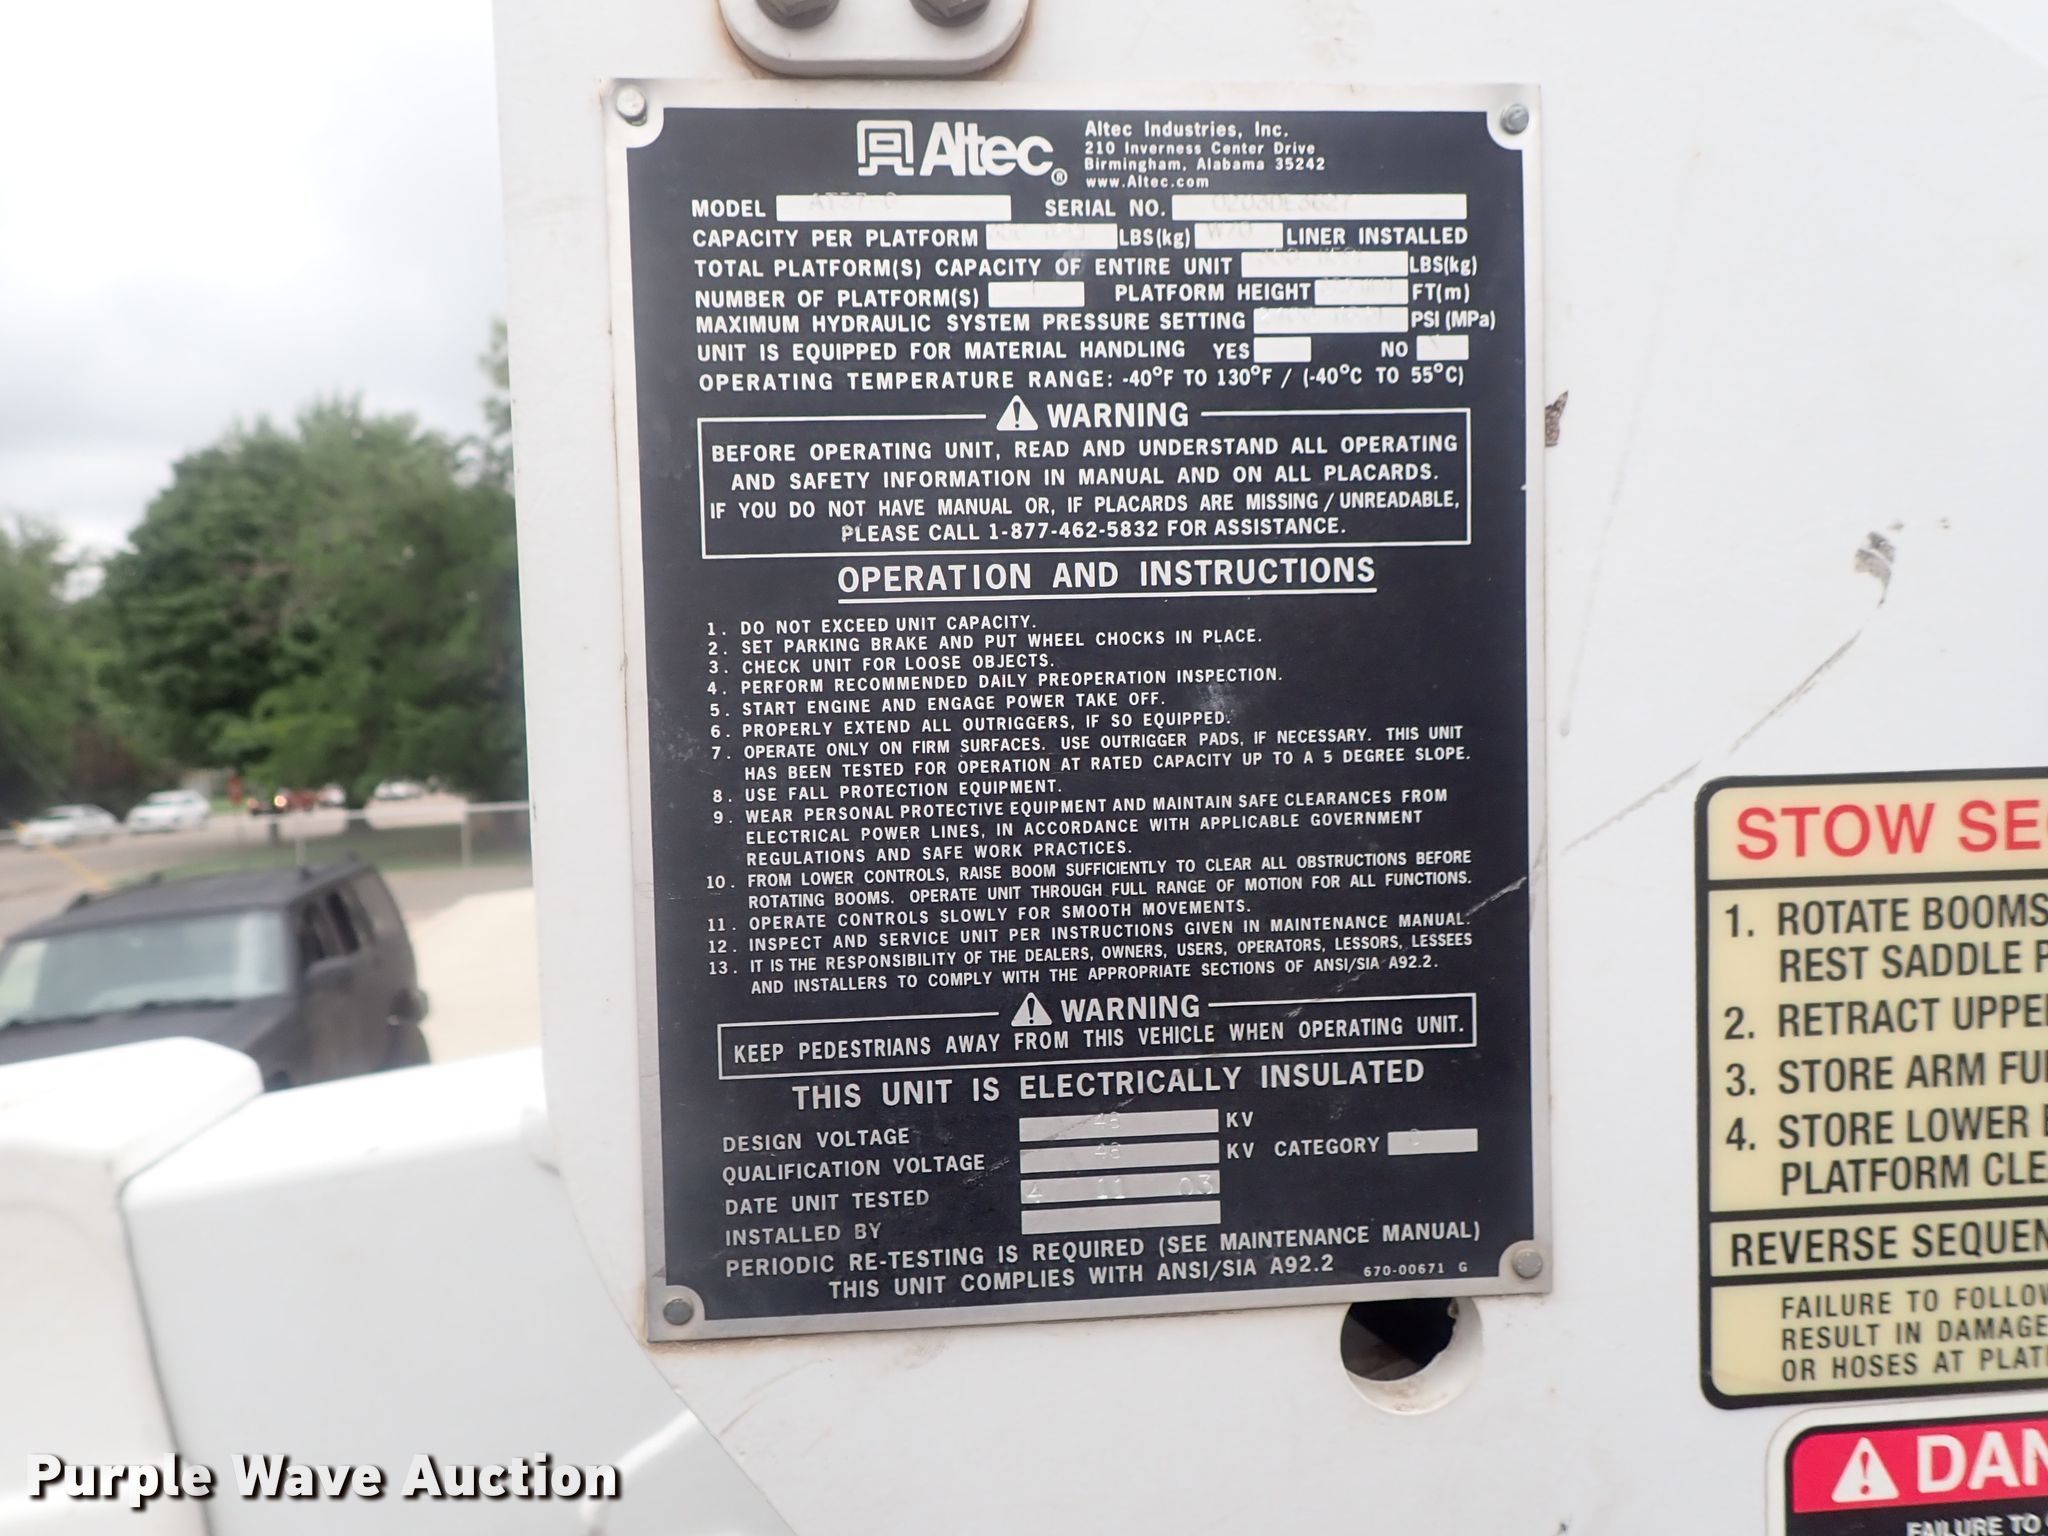 Altec®
Altec Industries, Inc.
210 Inverness Center Drive
Birmingham, Alabama 35242
www.Altec.com
MODEL AT37-G SERIAL NO. 0203DE3627
CAPACITY PER PLATFORM LBS(kg) LINER INSTALLED
TOTAL PLATFORM(S) CAPACITY OF ENTIRE UNIT LBS(kg)
NUMBER OF PLATFORM(S) 1 PLATFORM HEIGHT FT(m)
MAXIMUM HYDRAULIC SYSTEM PRESSURE SETTING PSI (MPa)
UNIT IS EQUIPPED FOR MATERIAL HANDLING YES NO
OPERATING TEMPERATURE RANGE: -40°F TO 130°F / (-40°C TO 55°C)
WARNING
BEFORE OPERATING UNIT, READ AND UNDERSTAND ALL OPERATING
AND SAFETY INFORMATION IN MANUAL AND ON ALL PLACARDS.
IF YOU DO NOT HAVE MANUAL OR, IF PLACARDS ARE MISSING / UNREADABLE,
PLEASE CALL 1-877-462-5832 FOR ASSISTANCE.
OPERATION AND INSTRUCTIONS
1. DO NOT EXCEED UNIT CAPACITY.
2. SET PARKING BRAKE AND PUT WHEEL CHOCKS IN PLACE.
3. CHECK UNIT FOR LOOSE OBJECTS.
4. PERFORM RECOMMENDED DAILY PREOPERATION INSPECTION.
5. START ENGINE AND ENGAGE POWER TAKE OFF.
6. PROPERLY EXTEND ALL OUTRIGGERS, IF SO EQUIPPED.
7. OPERATE ONLY ON FIRM SURFACES. USE OUTRIGGER PADS, IF NECESSARY. THIS UNIT
HAS BEEN TESTED FOR OPERATION AT RATED CAPACITY UP TO A 5 DEGREE SLOPE.
8. USE FALL PROTECTION EQUIPMENT.
9. WEAR PERSONAL PROTECTIVE EQUIPMENT AND MAINTAIN SAFE CLEARANCES FROM
ELECTRICAL POWER LINES, IN ACCORDANCE WITH APPLICABLE GOVERNMENT
REGULATIONS AND SAFE WORK PRACTICES.
10. FROM LOWER CONTROLS, RAISE BOOM SUFFICIENTLY TO CLEAR ALL OBSTRUCTIONS BEFORE
ROTATING BOOMS. OPERATE UNIT THROUGH FULL RANGE OF MOTION FOR ALL FUNCTIONS.
11. OPERATE CONTROLS SLOWLY FOR SMOOTH MOVEMENTS.
12. INSPECT AND SERVICE UNIT PER INSTRUCTIONS GIVEN IN MAINTENANCE MANUAL.
13. IT IS THE RESPONSIBILITY OF THE DEALERS, OWNERS, USERS, OPERATORS, LESSORS, LESSEES
AND INSTALLERS TO COMPLY WITH THE APPROPRIATE SECTIONS OF ANSI/SIA A92.2.
WARNING
KEEP PEDESTRIANS AWAY FROM THIS VEHICLE WHEN OPERATING UNIT.
THIS UNIT IS ELECTRICALLY INSULATED
DESIGN VOLTAGE 46 KV
QUALIFICATION VOLTAGE 46 KV CATEGORY
DATE UNIT TESTED 4 11 03
INSTALLED BY
PERIODIC RE-TESTING IS REQUIRED (SEE MAINTENANCE MANUAL)
THIS UNIT COMPLIES WITH ANSI/SIA A92.2 670-00671 G
STOW SE
1. ROTATE BOOMS
REST SADDLE P
2. RETRACT UPPE
3. STORE ARM FU
4. STORE LOWER
PLATFORM CLE
REVERSE SEQUEN
FAILURE TO FOLLOW
RESULT IN DAMAGE
OR HOSES AT PLAT
DAN
FAILURE TO
Purple Wave Auction